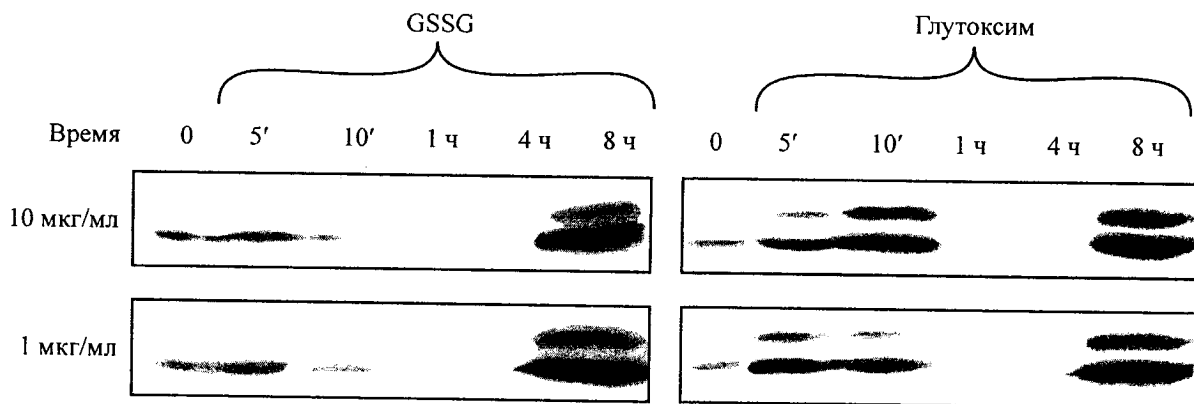 GSSG Глутоксим
Время 0 5′ 10′ 1 ч 4 ч 8 ч 0 5′ 10′ 1 ч 4 ч 8 ч
10 мкг/мл
1 мкг/мл